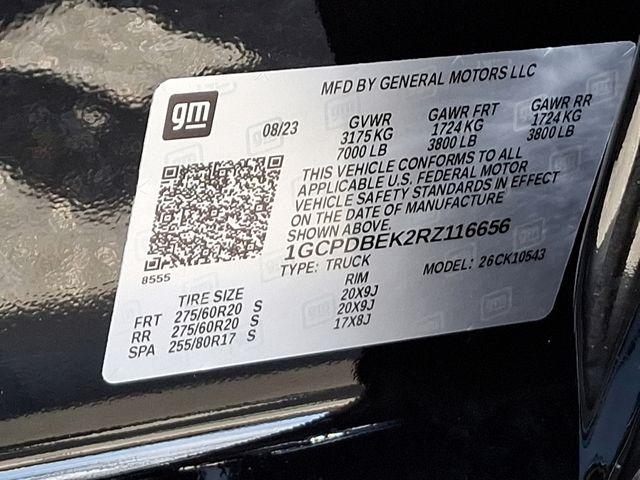 MFD BY GENERAL MOTORS LLC
gm
08/23
GVWR
3175 KG
7000 LB
GAWR FRT
1724 KG
3800 LB
GAWR RR
1724 KG
3800 LB
THIS VEHICLE CONFORMS TO ALL
APPLICABLE U.S. FEDERAL MOTOR
VEHICLE SAFETY STANDARDS IN EFFECT
ON THE DATE OF MANUFACTURE
SHOWN ABOVE.
1GCPDBEK2RZ116656
TYPE: TRUCK
MODEL: 26CK10543
8555
TIRE SIZE RIM
FRT 275/60R20 S 20X9J
RR 275/60R20 S 20X9J
SPA 255/80R17 S 17X8J